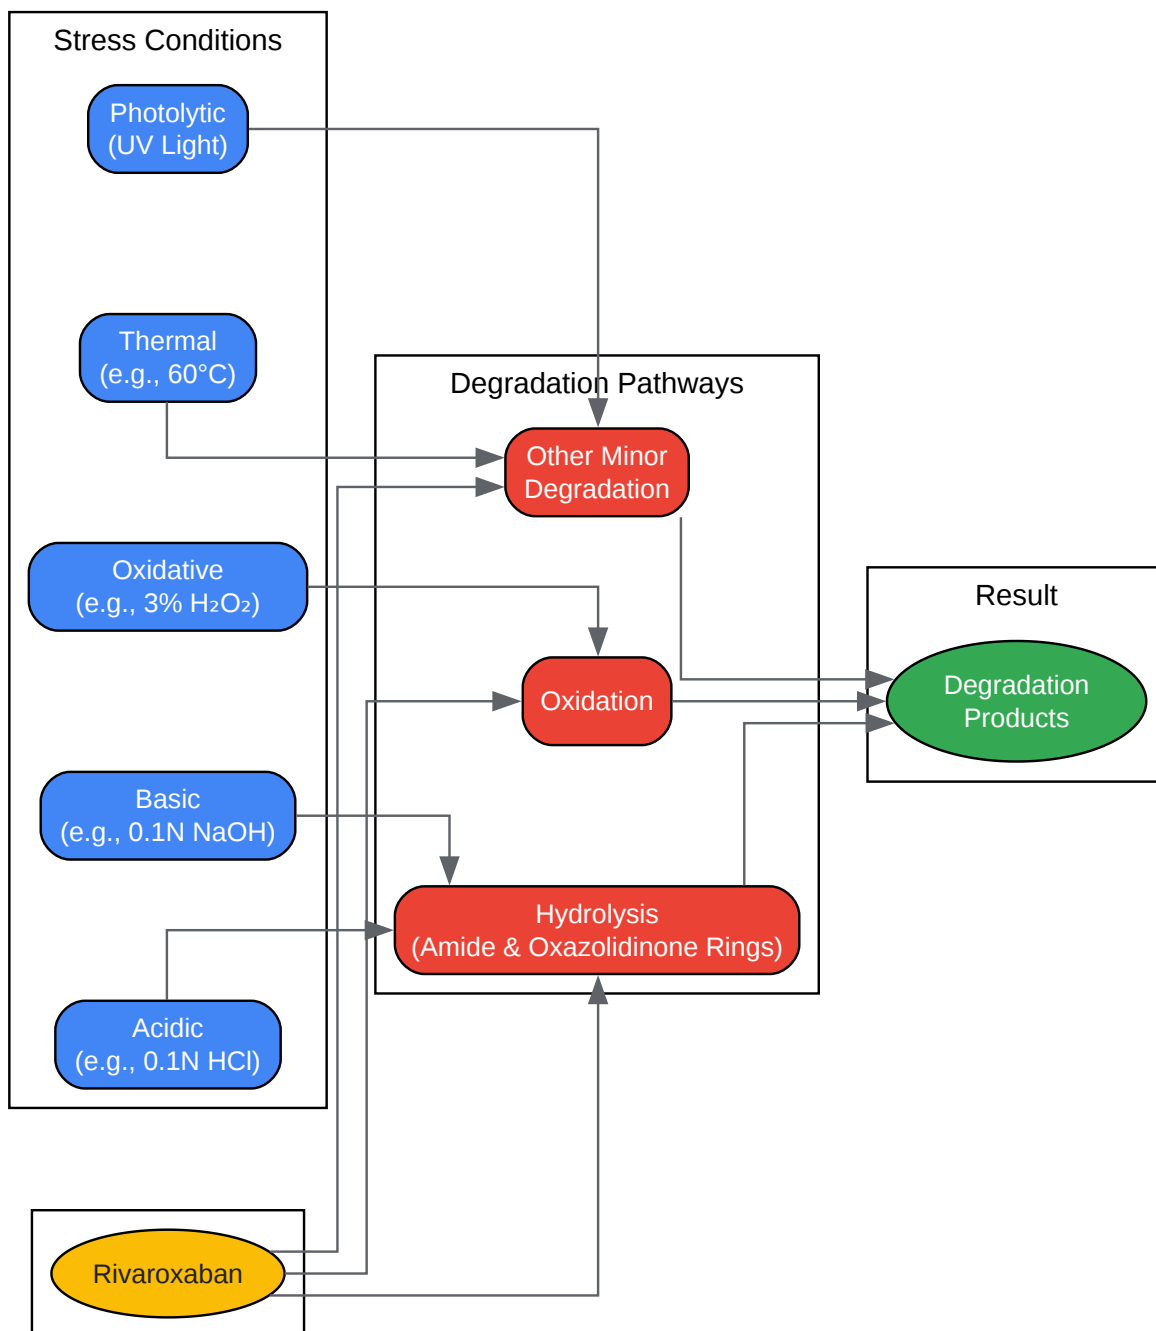 Stress Conditions
Photolytic
(UV Light)
Thermal
(e.g., 60°C)
Degradation Pathways
Other Minor
Degradation
Oxidative
(e.g., 3% H₂O₂)
Result
Oxidation
Degradation
Products
Basic
(e.g., 0.1N NaOH)
Hydrolysis
(Amide & Oxazolidinone Rings)
Acidic
(e.g., 0.1N HCl)
Rivaroxaban